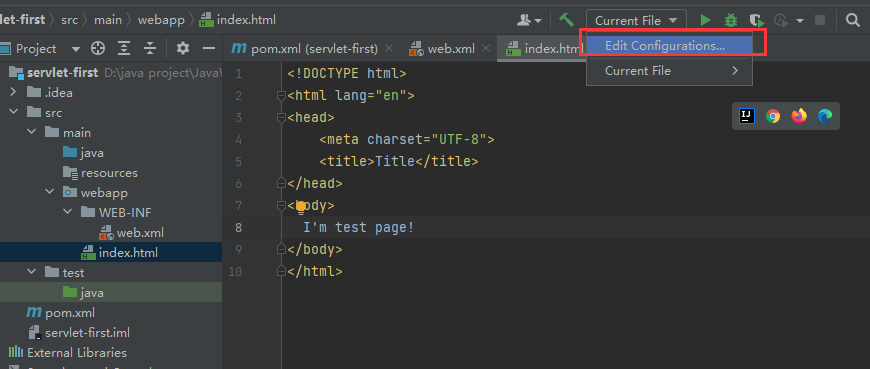 let-first
src
main
webapp
index.html
Current File
Edit Configurations...
Current File
Project
pom.xml (servlet-first)
web.xml
index.html
servlet-first D:\java project\JavaW
.idea
src
main
java
resources
webapp
WEB-INF
web.xml
index.html
test
java
pom.xml
servlet-first.iml
External Libraries
1 <!DOCTYPE html>
2 <html lang="en">
3 <head>
4 <meta charset="UTF-8">
5 <title>Title</title>
6 </head>
7 <body>
8 I'm test page!
9 </body>
10 </html>